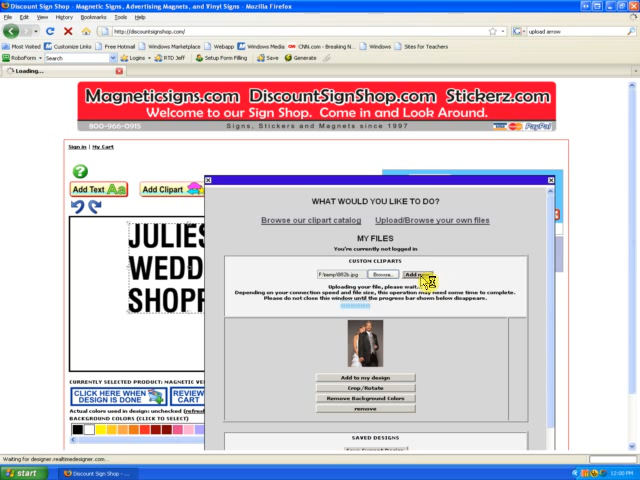 Discount Sign Shop - Magnetic Signs, Advertising Magnets, and Vinyl Signs - Mozilla Firefox
File Edit View History Bookmarks Tools Help
http://discountsignshop.com/
upload arrow
Most Visited Customize Links Free Hotmail Windows Marketplace Webapp Windows Media CNN.com - Breaking N... Windows Sites for Teachers
RoboForm Search Logins RTD Jeff Setup Form Filling Save Generate
Loading...
Magneticsigns.com DiscountSignShop.com Stickerz.com
Welcome to our Sign Shop. Come in and Look Around.
800-966-0915 Signs, Stickers and Magnets since 1997 VISA PayPal
Sign in | My Cart
Add Text Aa Add Clipart
JULIES
WEDD
SHOPP
WHAT WOULD YOU LIKE TO DO?
Browse our clipart catalog Upload/Browse your own files
MY FILES
You're currently not logged in
CUSTOM CLIPARTS
Browse... Add new
Uploading your file, please wait.
Depending on your connection speed and file size, this operation may need some time to complete.
Please do not close this window until the progress bar shown below disappears.
Add to my design
Crop/Rotate
Remove Background Colors
remove
SAVED DESIGNS
CURRENTLY SELECTED PRODUCT: MAGNETIC VE
CLICK HERE WHEN DESIGN IS DONE
REVIEW CART
Actual colors used in design: unchecked (refres
BACKGROUND COLORS (CLICK TO SELECT)
Waiting for designer.realtimedesigner.com...
start Discount Sign Shop - ... 12:00 PM